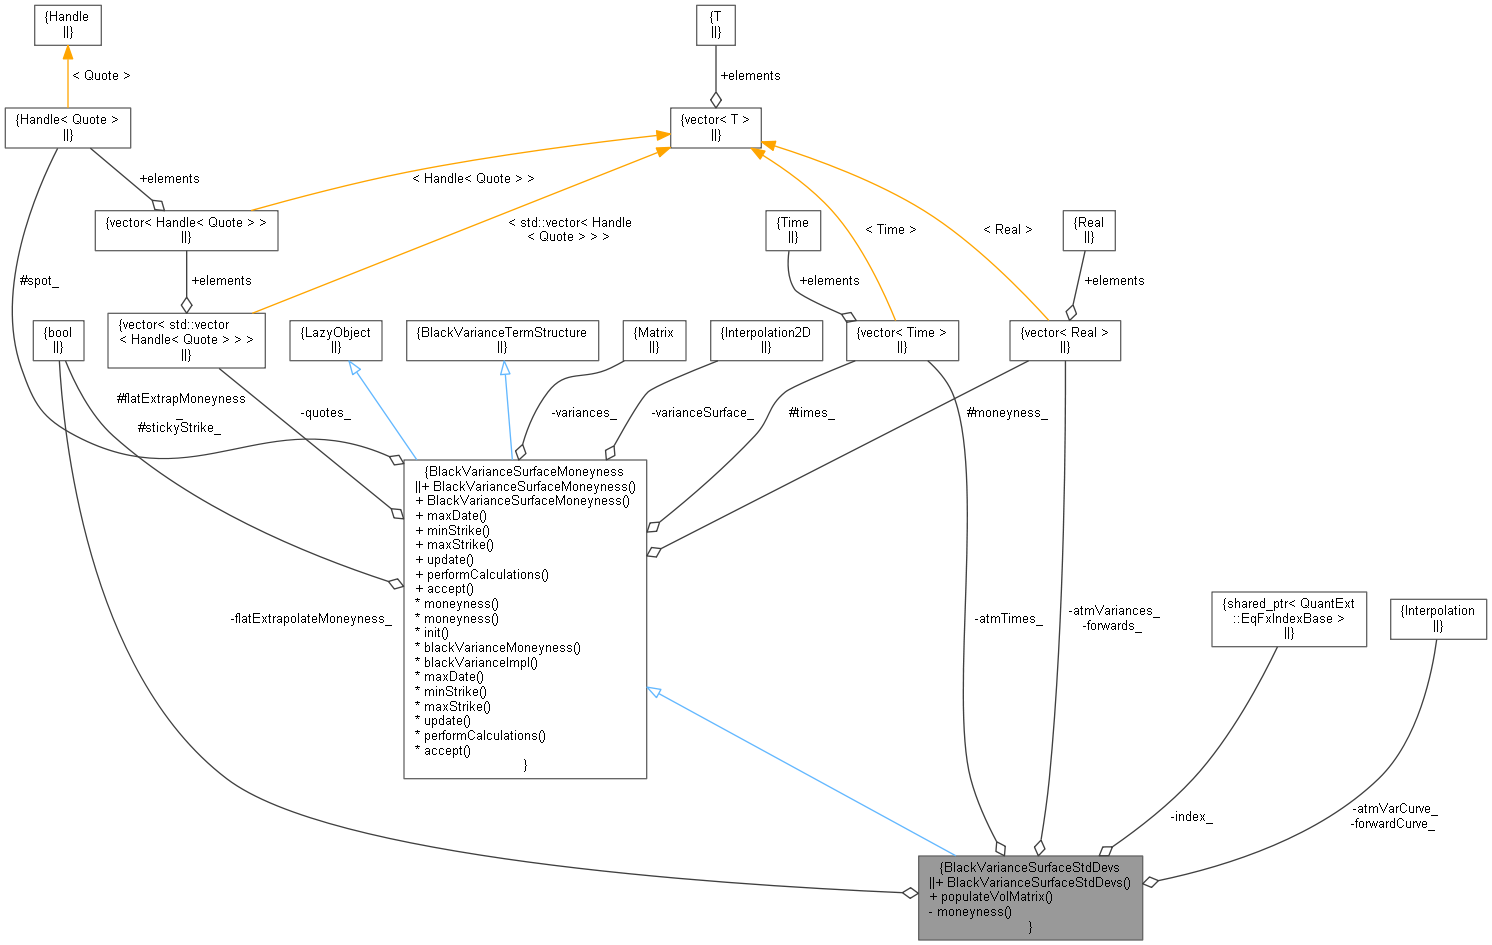 {Handle
||}
{T
||}
< Quote >
+elements
{Handle< Quote >
||}
{vector< T >
||}
+elements
< Handle< Quote > >
{vector< Handle< Quote > >
||}
< std::vector< Handle
< Quote > > >
{Time
||}
< Time >
< Real >
{Real
||}
#spot_
+elements
+elements
+elements
{bool
||}
{vector< std::vector
< Handle< Quote > > >
||}
{LazyObject
||}
{BlackVarianceTermStructure
||}
{Matrix
||}
{Interpolation2D
||}
{vector< Time >
||}
{vector< Real >
||}
#flatExtrapMoneyness
_
#stickyStrike_
-quotes_
-variances_
-varianceSurface_
#times_
#moneyness_
{BlackVarianceSurfaceMoneyness
||+ BlackVarianceSurfaceMoneyness()
+ BlackVarianceSurfaceMoneyness()
+ maxDate()
+ minStrike()
+ maxStrike()
+ update()
+ performCalculations()
+ accept()
* moneyness()
* moneyness()
* init()
* blackVarianceMoneyness()
* blackVarianceImpl()
* maxDate()
* minStrike()
* maxStrike()
* update()
* performCalculations()
* accept()
}
-flatExtrapolateMoneyness_
-atmTimes_
-atmVariances_
-forwards_
{shared_ptr< QuantExt
::EqFxIndexBase >
||}
{Interpolation
||}
-index_
-atmVarCurve_
-forwardCurve_
{BlackVarianceSurfaceStdDevs
||+ BlackVarianceSurfaceStdDevs()
+ populateVolMatrix()
- moneyness()
}